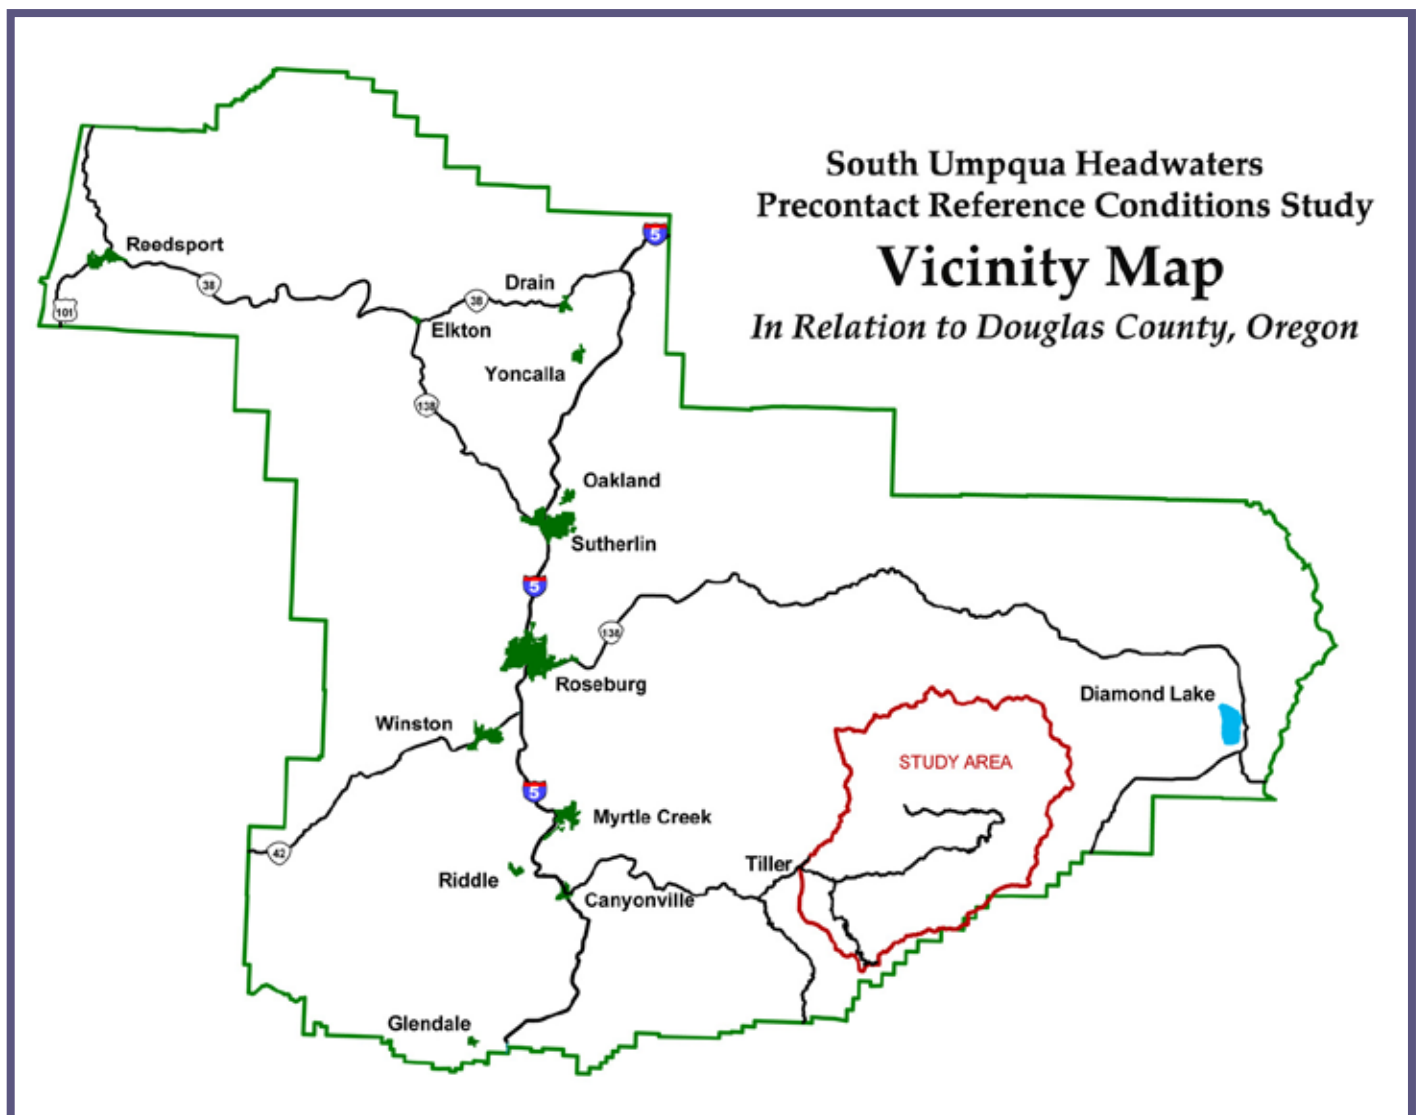 South Umpqua Headwaters
Precontact Reference Conditions Study
Vicinity Map
In Relation to Douglas County, Oregon
5
Reedsport
38
Drain
38
101
Elkton
Yoncalla
138
Oakland
Sutherlin
5
138
Roseburg
Diamond Lake
Winston
STUDY AREA
5
Myrtle Creek
42
Tiller
Riddle
Canyonville
Glendale